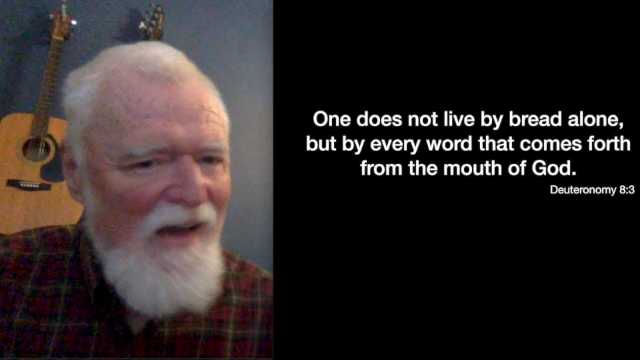 One does not live by bread alone,
but by every word that comes forth
from the mouth of God.
Deuteronomy 8:3